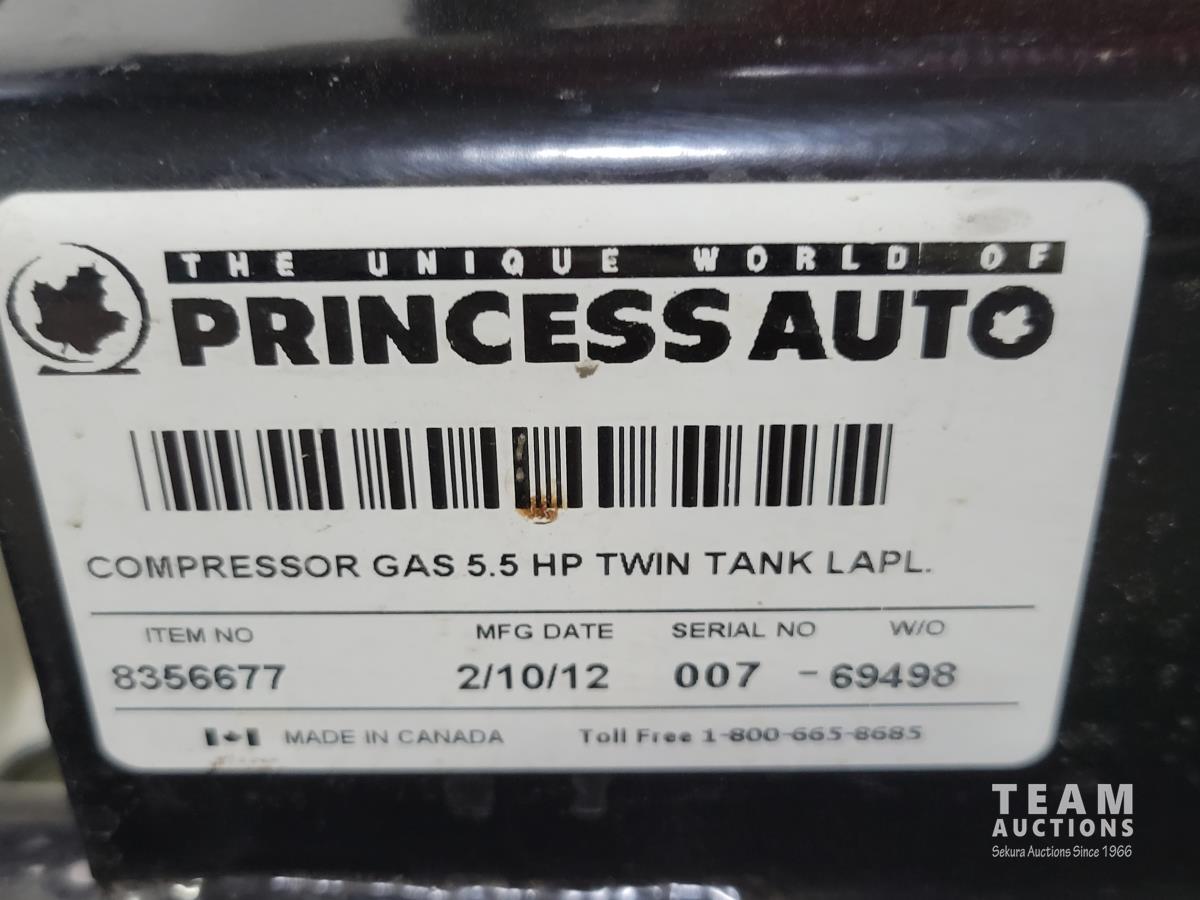 THE UNIQUE WORLD OF
PRINCESS AUTO
COMPRESSOR GAS 5.5 HP TWIN TANK LAPL.
ITEM NO MFG DATE SERIAL NO W/O
8356677 2/10/12 007 - 69498
MADE IN CANADA Toll Free 1-800-665-8685
TEAM
AUCTIONS
Sekura Auctions Since 1966